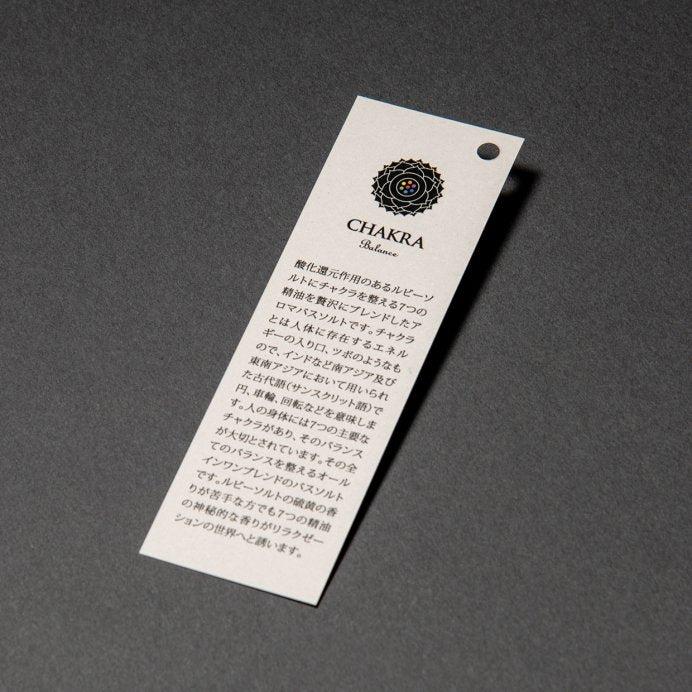 CHAKRA
Balance
酸化還元作用のあるルビーソ
ルトにチャクラを整える7つの
精油を贅沢にブレンドしたア
ロマバスソルトです。チャクラ
とは人体に存在するエネル
ギーの入り口、ツボのようなも
ので、インドなど南アジア及び
東南アジアにおいて用いられ
た古代語(サンスクリット語)で
円、車輪、回転などを意味しま
す。人の身体には7つの主要な
チャクラがあり、そのバランス
が大切とされています。その全
てのバランスを整えるオール
インワンブレンドのバスソルト
です。ルビーソルトの硫黄の香
りが苦手な方でも7つの精油
の神秘的な香りがリラクゼー
ションの世界へと誘います。